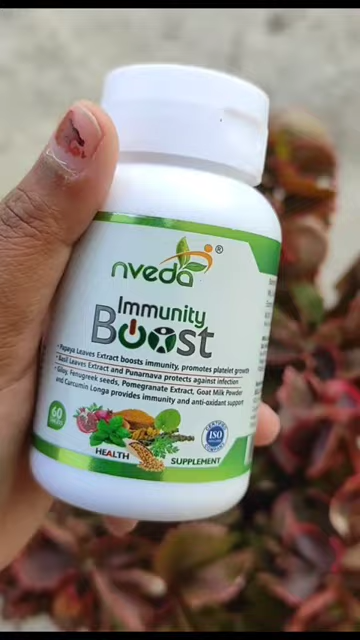 nveda®
Immunity
Boost
• Papaya Leaves Extract boosts immunity, promotes platelet growth
• Basil Leaves Extract and Punarnava protects against infection
• Giloy, Fenugreek seeds, Pomegranate Extract, Goat Milk Powder
and Curcumin Longa provides immunity and anti-oxidant support
60
ISO
HEALTH
SUPPLEMENT